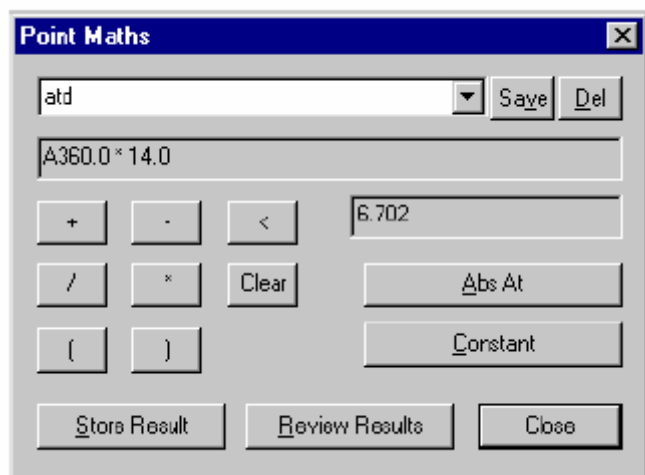 Point Maths
atd Save Del
A360.0 * 14.0
+ - < 6.702
/ * Clear Abs At
( ) Constant
Store Result Review Results Close